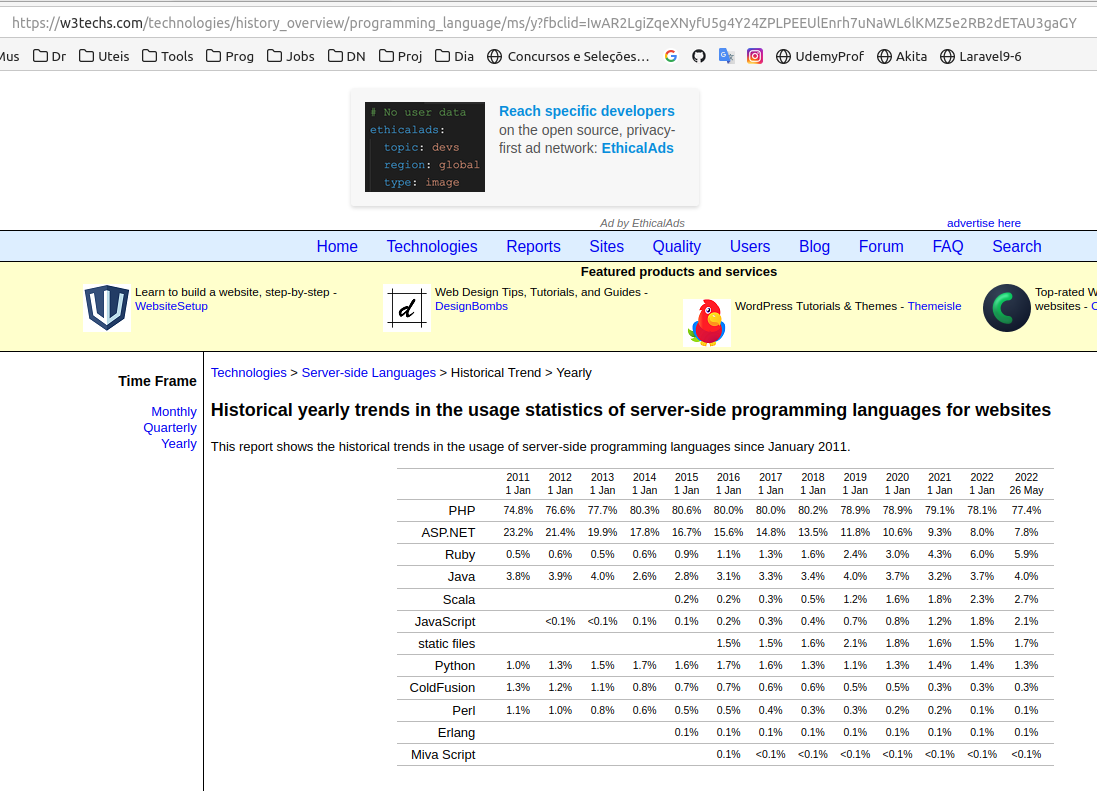 https://w3techs.com/technologies/history_overview/programming_language/ms/y?fbclid=IwAR2LgiZqeXNyfU5g4Y24ZPLPEEUlEnrh7uNaWL6lKMZ5e2RB2dETAU3gaGY
Mus Dr Uteis Tools Prog Jobs DN Proj Dia Concursos e Seleções… UdemyProf Akita Laravel9-6
# No user data
ethicalads:
topic: devs
region: global
type: image
Reach specific developers
on the open source, privacy-
first ad network: EthicalAds
Ad by EthicalAds
advertise here
Home Technologies Reports Sites Quality Users Blog Forum FAQ Search
Featured products and services
Learn to build a website, step-by-step -
WebsiteSetup
d
Web Design Tips, Tutorials, and Guides -
DesignBombs
WordPress Tutorials & Themes - Themeisle
Top-rated W
websites - C
Time Frame
Monthly
Quarterly
Yearly
Technologies > Server-side Languages > Historical Trend > Yearly
Historical yearly trends in the usage statistics of server-side programming languages for websites
This report shows the historical trends in the usage of server-side programming languages since January 2011.
2011 2012 2013 2014 2015 2016 2017 2018 2019 2020 2021 2022 2022
1 Jan 1 Jan 1 Jan 1 Jan 1 Jan 1 Jan 1 Jan 1 Jan 1 Jan 1 Jan 1 Jan 1 Jan 26 May
PHP 74.8% 76.6% 77.7% 80.3% 80.6% 80.0% 80.0% 80.2% 78.9% 78.9% 79.1% 78.1% 77.4%
ASP.NET 23.2% 21.4% 19.9% 17.8% 16.7% 15.6% 14.8% 13.5% 11.8% 10.6% 9.3% 8.0% 7.8%
Ruby 0.5% 0.6% 0.5% 0.6% 0.9% 1.1% 1.3% 1.6% 2.4% 3.0% 4.3% 6.0% 5.9%
Java 3.8% 3.9% 4.0% 2.6% 2.8% 3.1% 3.3% 3.4% 4.0% 3.7% 3.2% 3.7% 4.0%
Scala 0.2% 0.2% 0.3% 0.5% 1.2% 1.6% 1.8% 2.3% 2.7%
JavaScript <0.1% <0.1% 0.1% 0.1% 0.2% 0.3% 0.4% 0.7% 0.8% 1.2% 1.8% 2.1%
static files 1.5% 1.5% 1.6% 2.1% 1.8% 1.6% 1.5% 1.7%
Python 1.0% 1.3% 1.5% 1.7% 1.6% 1.7% 1.6% 1.3% 1.1% 1.3% 1.4% 1.4% 1.3%
ColdFusion 1.3% 1.2% 1.1% 0.8% 0.7% 0.7% 0.6% 0.6% 0.5% 0.5% 0.3% 0.3% 0.3%
Perl 1.1% 1.0% 0.8% 0.6% 0.5% 0.5% 0.4% 0.3% 0.3% 0.2% 0.2% 0.1% 0.1%
Erlang 0.1% 0.1% 0.1% 0.1% 0.1% 0.1% 0.1% 0.1% 0.1%
Miva Script 0.1% <0.1% <0.1% <0.1% <0.1% <0.1% <0.1% <0.1%